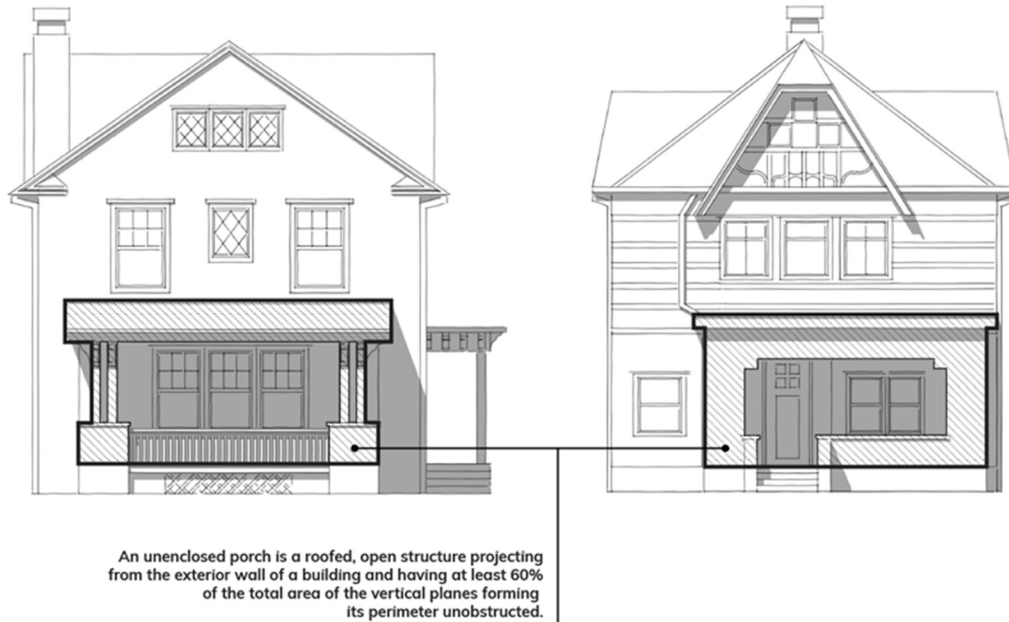 An unenclosed porch is a roofed, open structure projecting
from the exterior wall of a building and having at least 60%
of the total area of the vertical planes forming
its perimeter unobstructed.